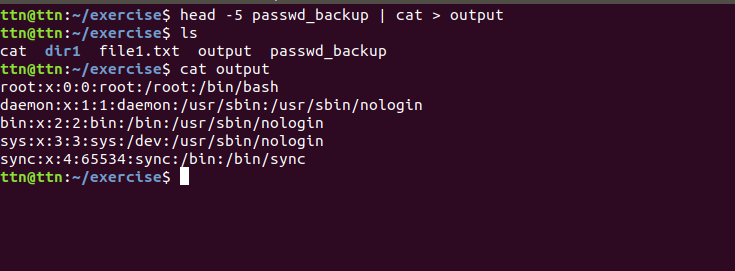 ttn@ttn:~/exercise$ head -5 passwd_backup | cat > output
ttn@ttn:~/exercise$ ls
cat  dir1  file1.txt  output  passwd_backup
ttn@ttn:~/exercise$ cat output
root:x:0:0:root:/root:/bin/bash
daemon:x:1:1:daemon:/usr/sbin:/usr/sbin/nologin
bin:x:2:2:bin:/bin:/usr/sbin/nologin
sys:x:3:3:sys:/dev:/usr/sbin/nologin
sync:x:4:65534:sync:/bin:/bin/sync
ttn@ttn:~/exercise$